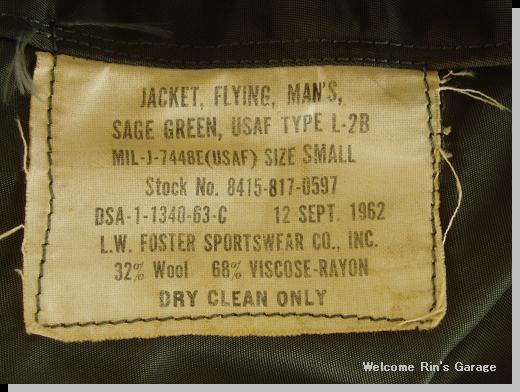 JACKET, FLYING, MAN'S,
SAGE GREEN, USAF TYPE L-2B
MIL-J-7448E(USAF) SIZE SMALL
Stock No. 8415-817-0597
DSA-1-1340-63-C 12 SEPT. 1962
L.W. FOSTER SPORTSWEAR CO., INC.
32% Wool 68% VISCOSE-RAYON
DRY CLEAN ONLY
Welcome Rin's Garage